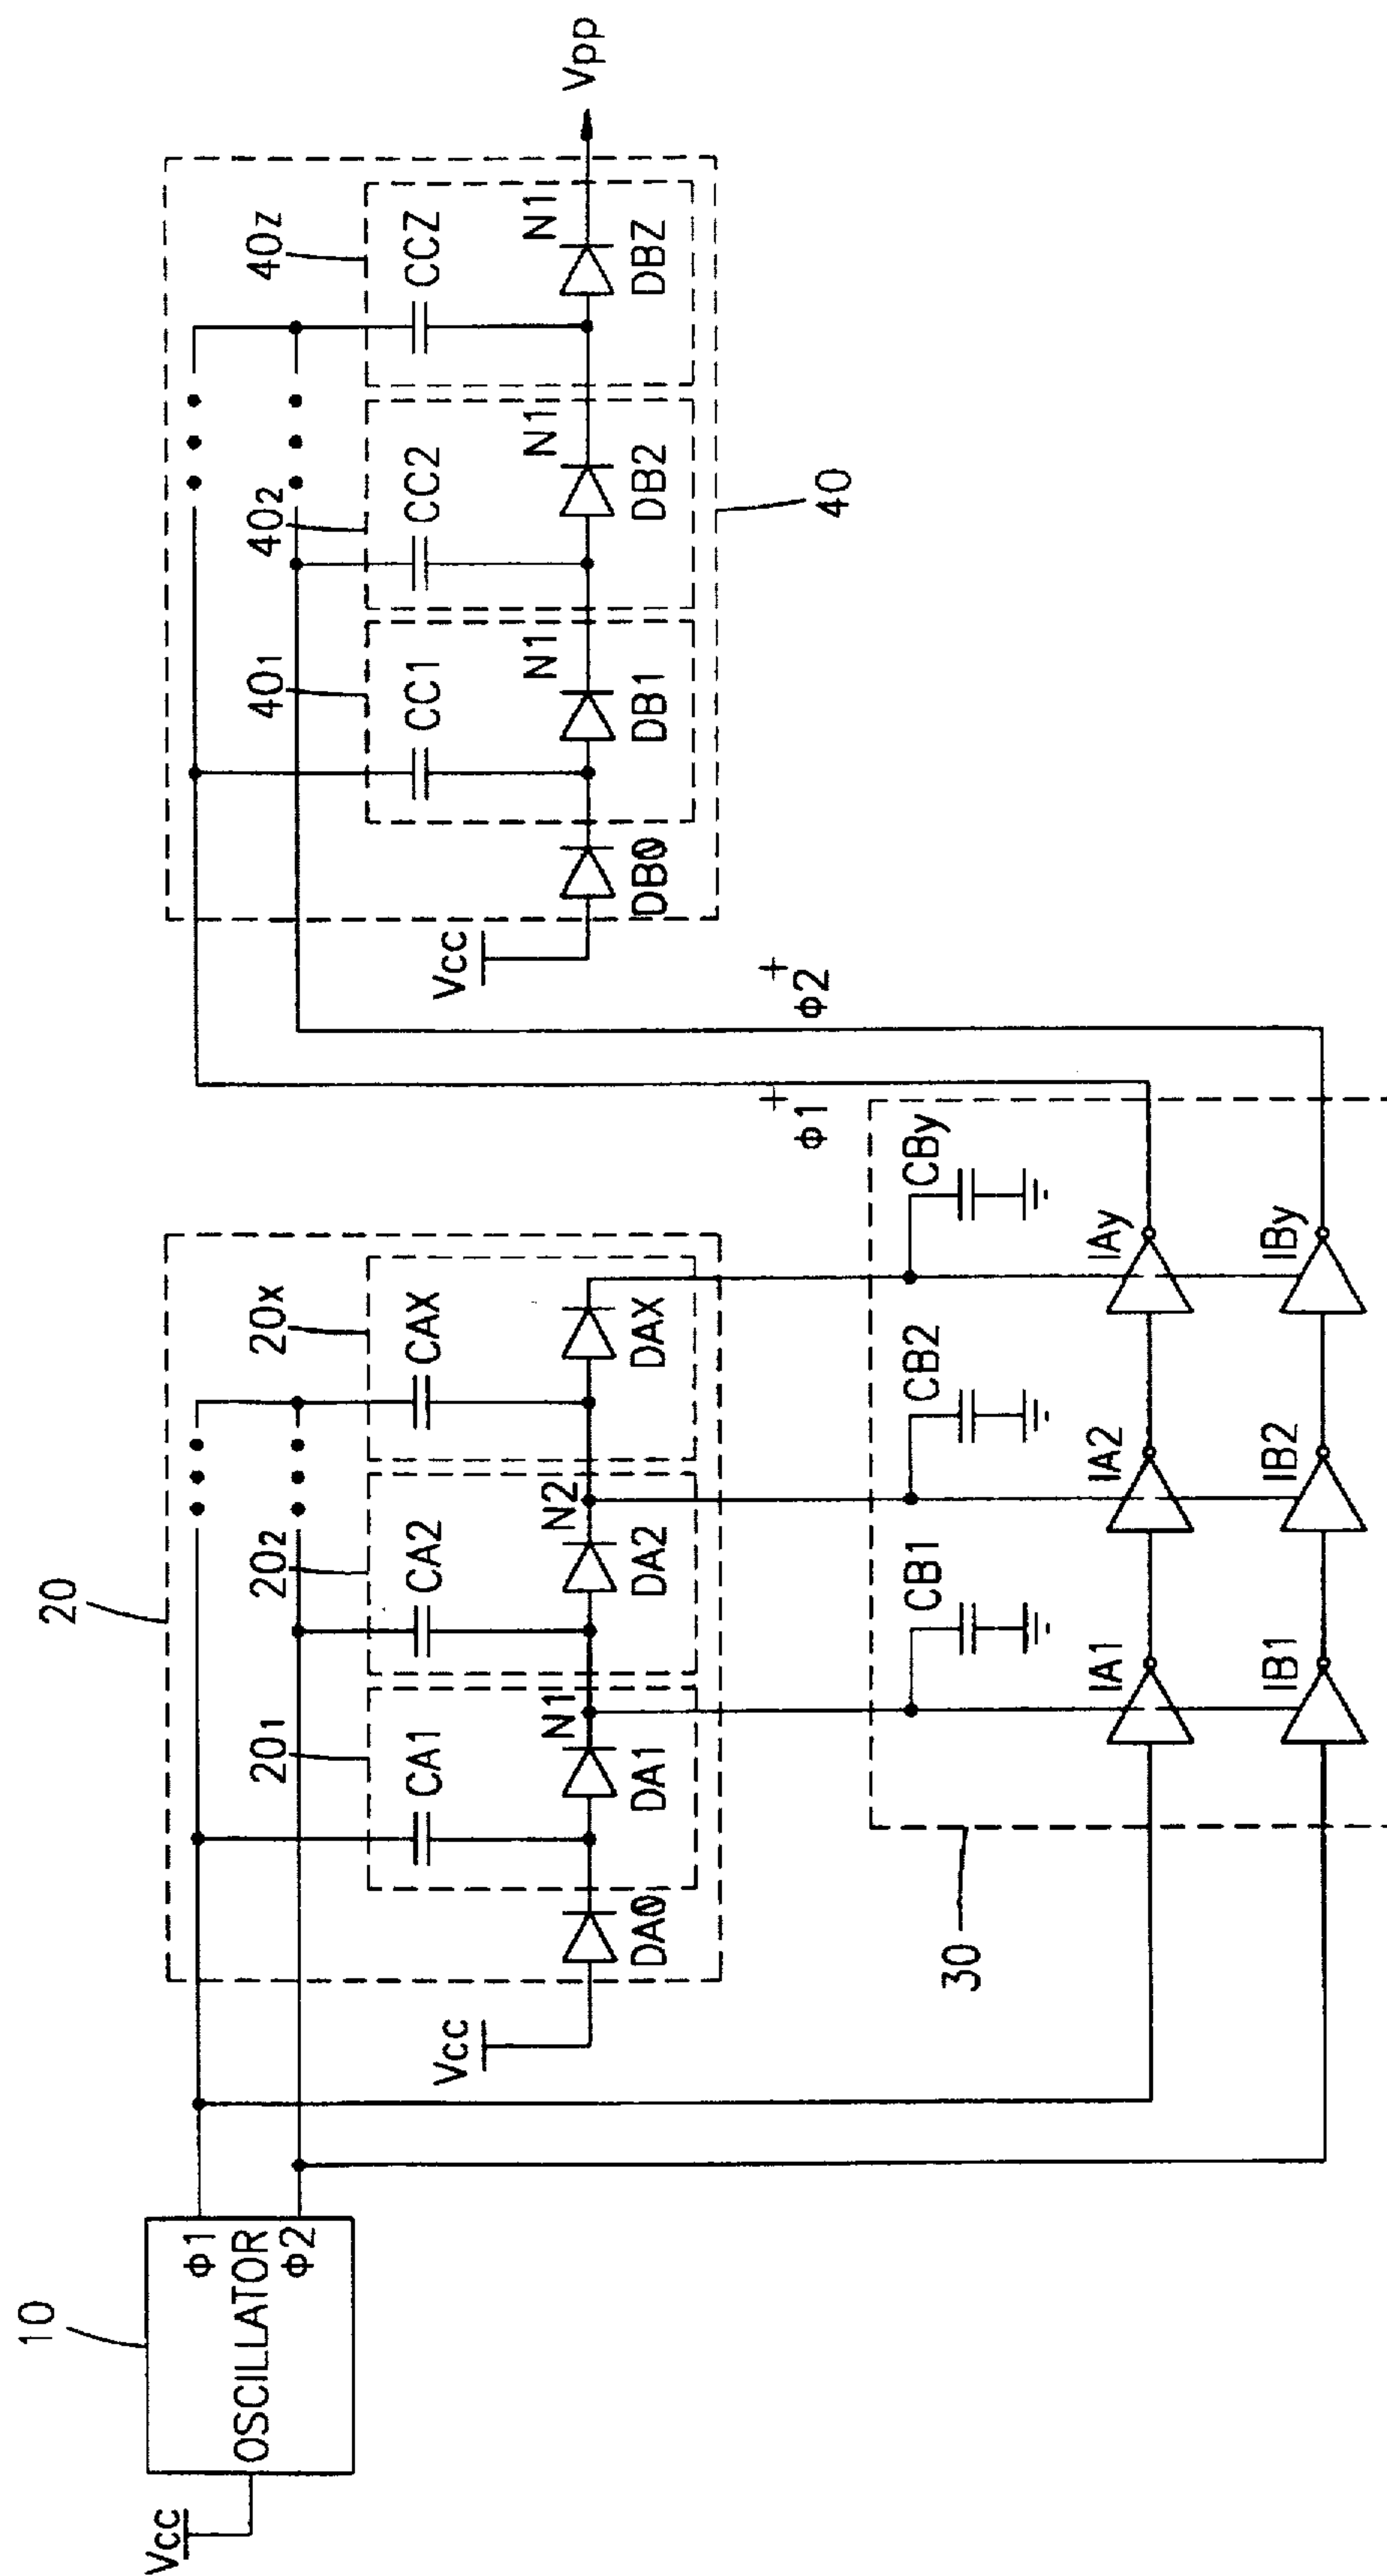 10
Vcc
OSCILLATOR
φ1
φ2
20
Vcc
DA0
201
CA1
DA1
N1
202
CA2
DA2
N2
20x
CAX
DAX
30
CB1
IA1
IB1
CB2
IA2
IB2
CBy
IAy
IBy
φ1+
φ2+
Vcc
DB0
401
CC1
DB1
N1
402
CC2
DB2
N1
40z
CCZ
DBZ
N1
40
Vpp